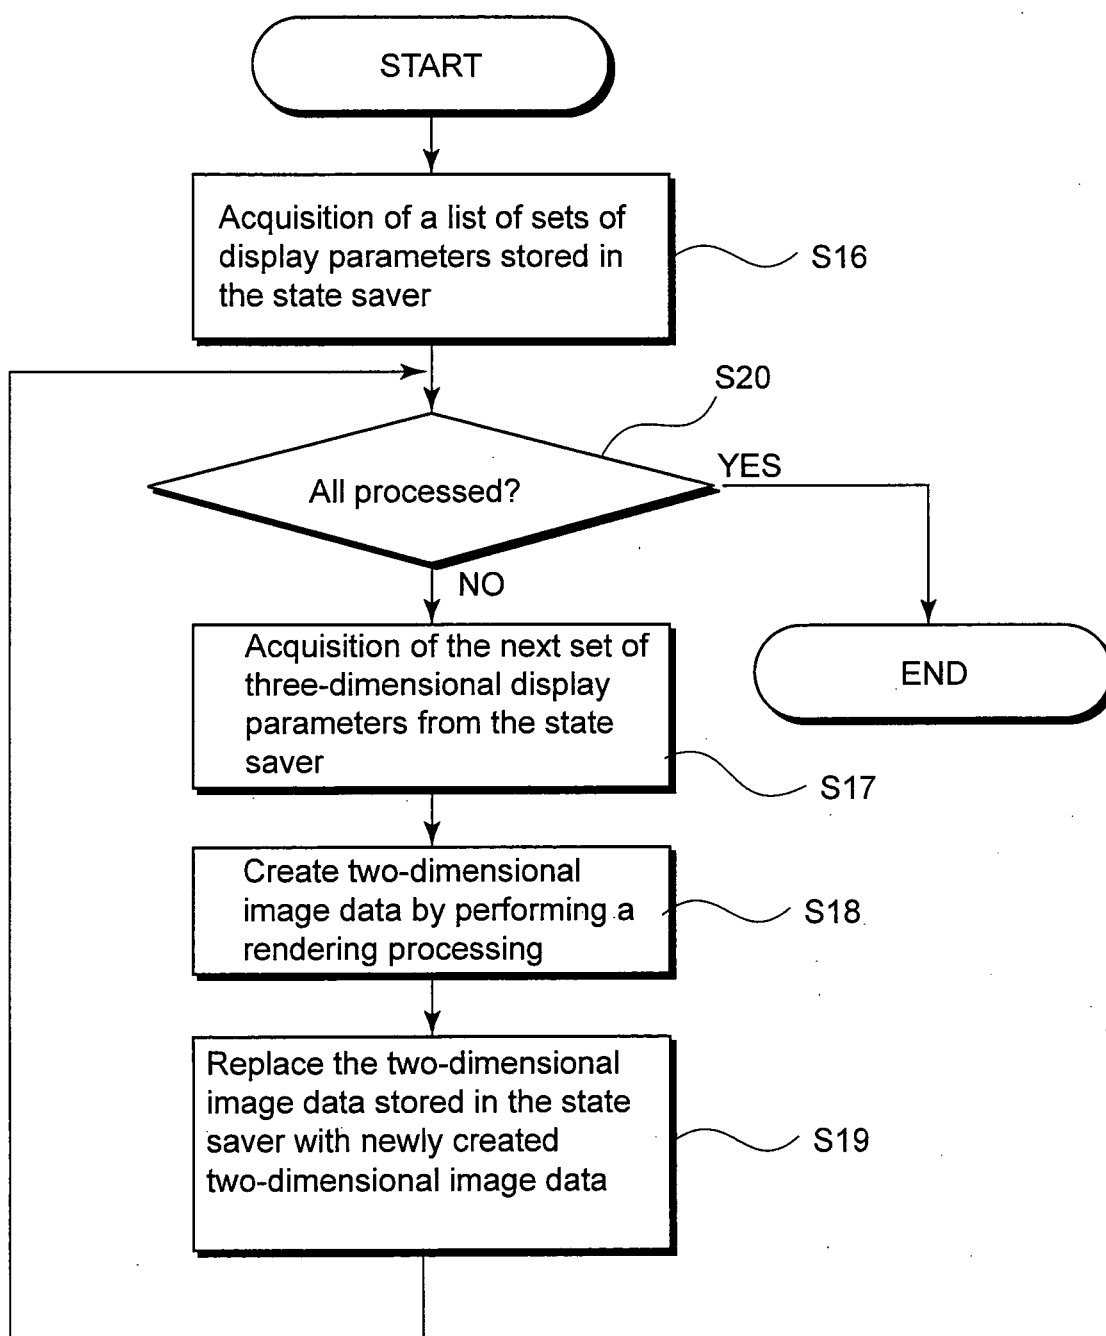 START
Acquisition of a list of sets of
display parameters stored in
the state saver
S16
S20
All processed?
YES
NO
Acquisition of the next set of
three-dimensional display
parameters from the state
saver
END
S17
Create two-dimensional
image data by performing a
rendering processing
S18
Replace the two-dimensional
image data stored in the state
saver with newly created
two-dimensional image data
S19